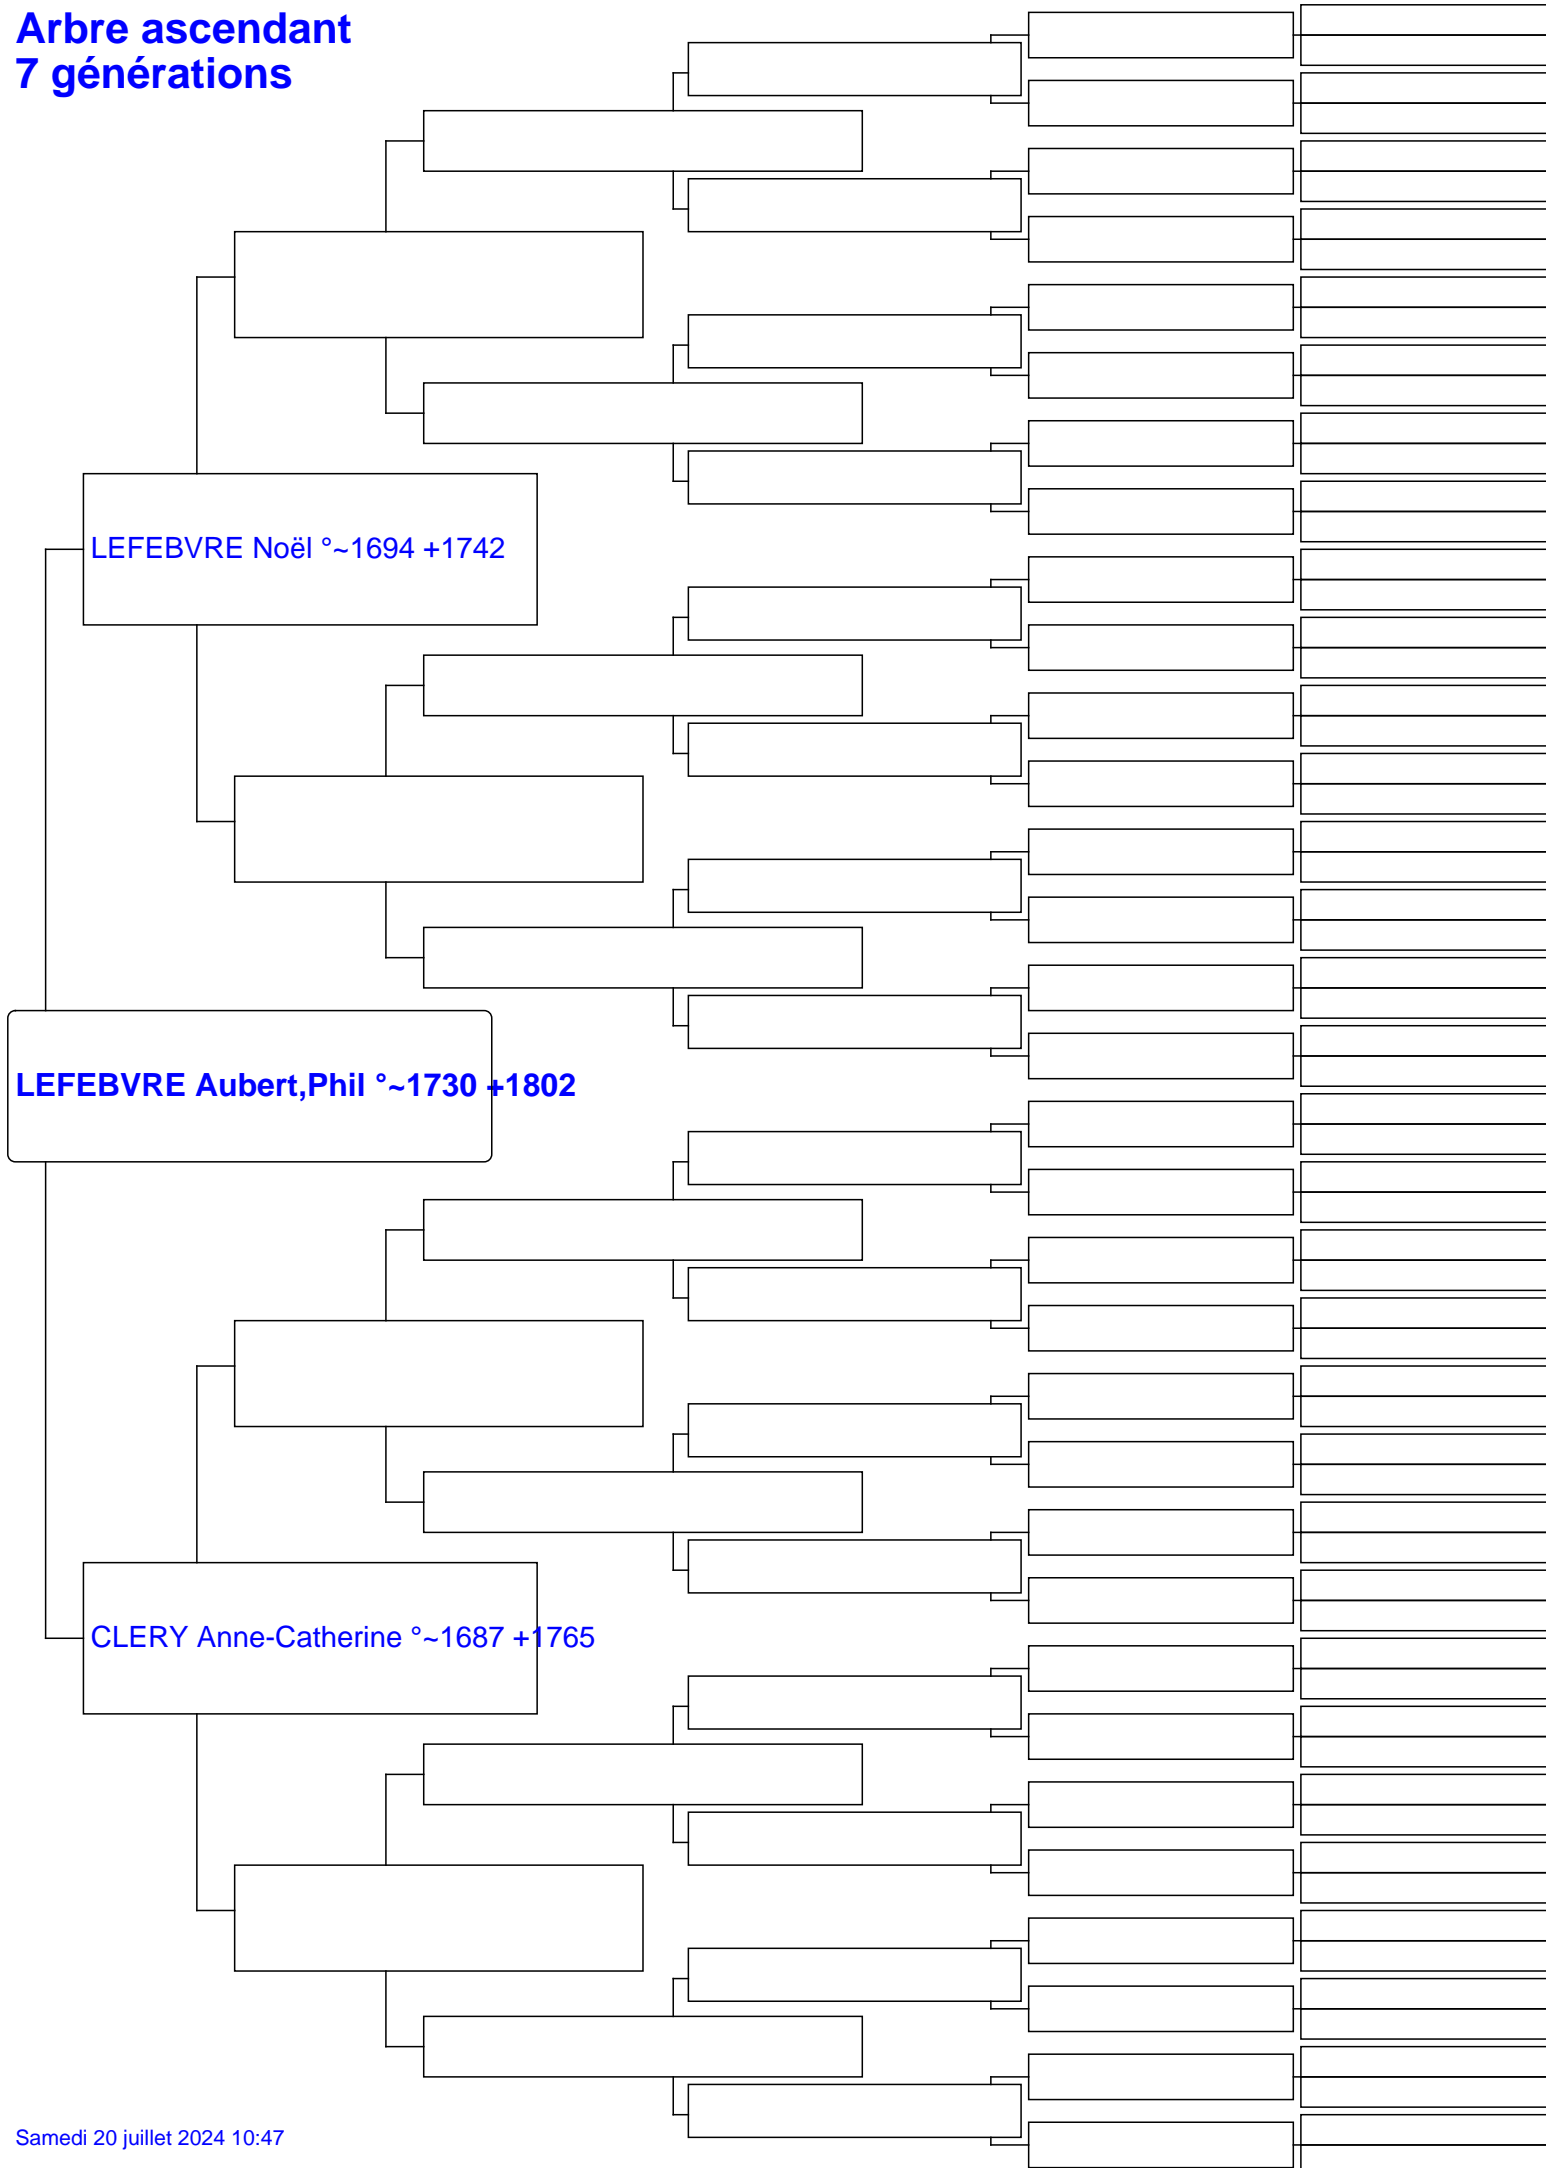 Arbre ascendant
7 générations
LEFEBVRE Noël °~1694 +1742
LEFEBVRE Aubert,Phil °~1730 +1802
CLERY Anne-Catherine °~1687 +1765
Samedi 20 juillet 2024 10:47